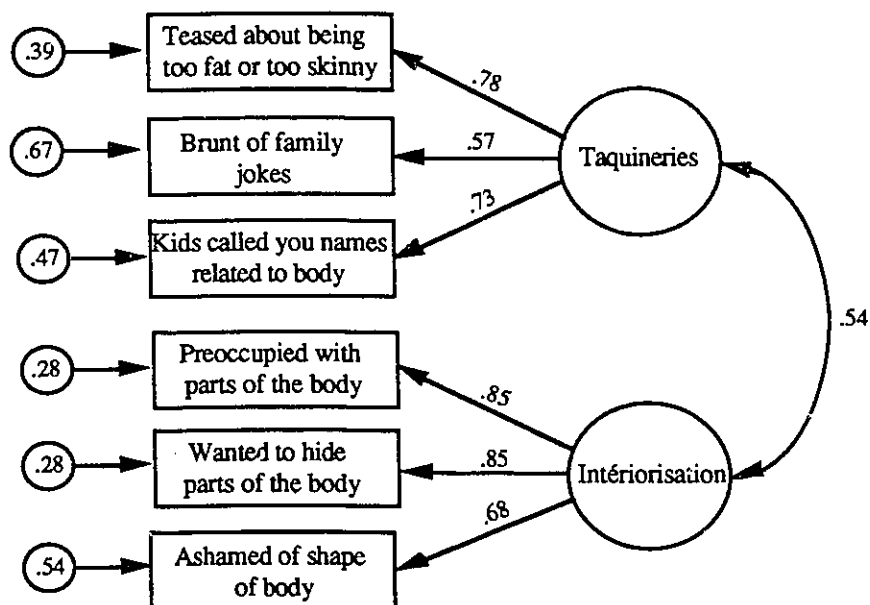 .39
Teased about being
too fat or too skinny
.78
.67
Brunt of family
jokes
.57
Taquineries
.73
.47
Kids called you names
related to body
.54
.28
Preoccupied with
parts of the body
.85
.28
Wanted to hide
parts of the body
.85
Intériorisation
.68
.54
Ashamed of shape
of body